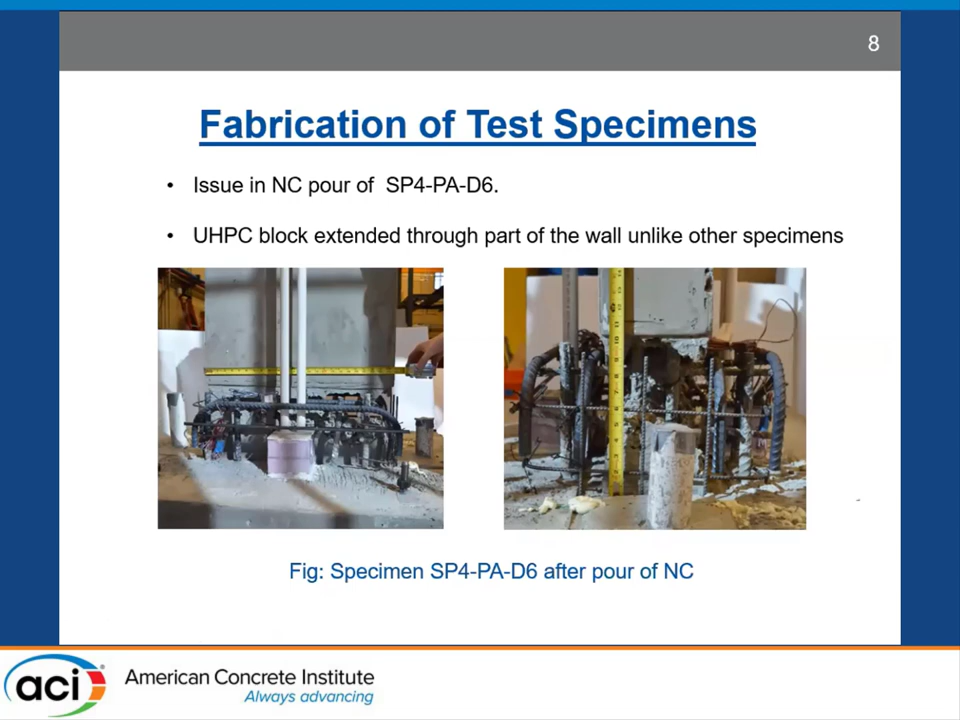 8
Fabrication of Test Specimens
• Issue in NC pour of SP4-PA-D6.
• UHPC block extended through part of the wall unlike other specimens
Fig: Specimen SP4-PA-D6 after pour of NC
aci
American Concrete Institute
Always advancing